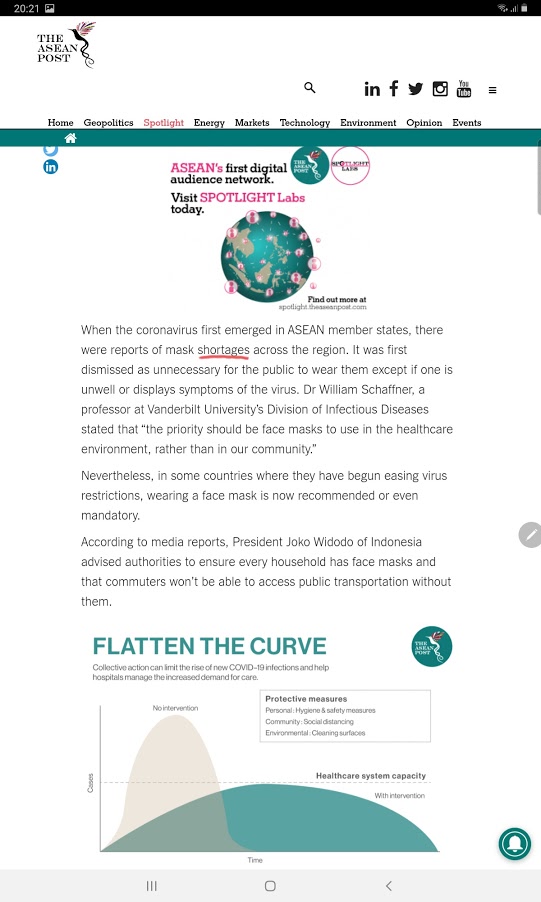 20:21
THE
ASEAN
POST
You
Tube
Home Geopolitics Spotlight Energy Markets Technology Environment Opinion Events
ASEAN's first digital
audience network.
THE
ASEAN
POST
SPOTLIGHT
LABS
Visit SPOTLIGHT Labs
today.
Find out more at
spotlight.theaseanpost.com
When the coronavirus first emerged in ASEAN member states, there
were reports of mask shortages across the region. It was first
dismissed as unnecessary for the public to wear them except if one is
unwell or displays symptoms of the virus. Dr William Schaffner, a
professor at Vanderbilt University's Division of Infectious Diseases
stated that “the priority should be face masks to use in the healthcare
environment, rather than in our community.”
Nevertheless, in some countries where they have begun easing virus
restrictions, wearing a face mask is now recommended or even
mandatory.
According to media reports, President Joko Widodo of Indonesia
advised authorities to ensure every household has face masks and
that commuters won't be able to access public transportation without
them.
FLATTEN THE CURVE
THE
ASEAN
POST
Collective action can limit the rise of new COVID-19 infections and help
hospitals manage the increased demand for care.
Protective measures
Personal: Hygiene & safety measures
Community: Social distancing
Environmental: Cleaning surfaces
No intervention
Healthcare system capacity
With intervention
Cases
Time